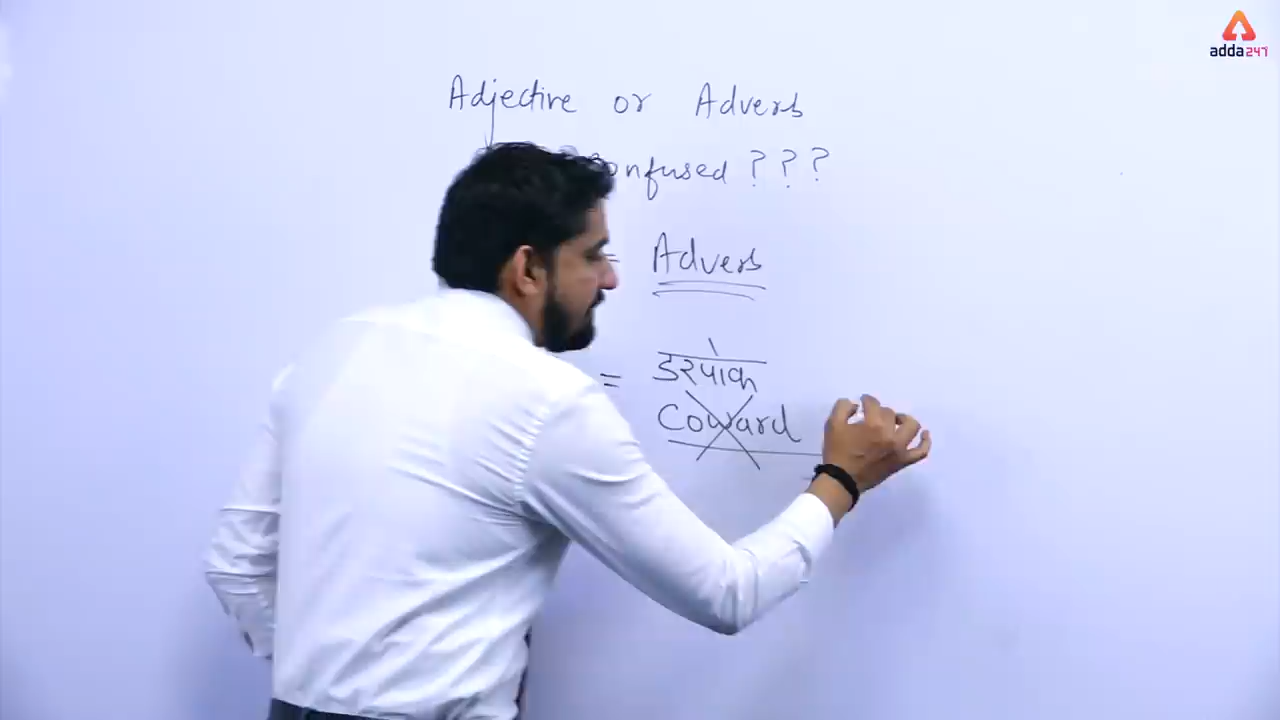 adda247
Adjective or Adverb
onfused ? ? ?
= Adverb
= डरपोक
Coward